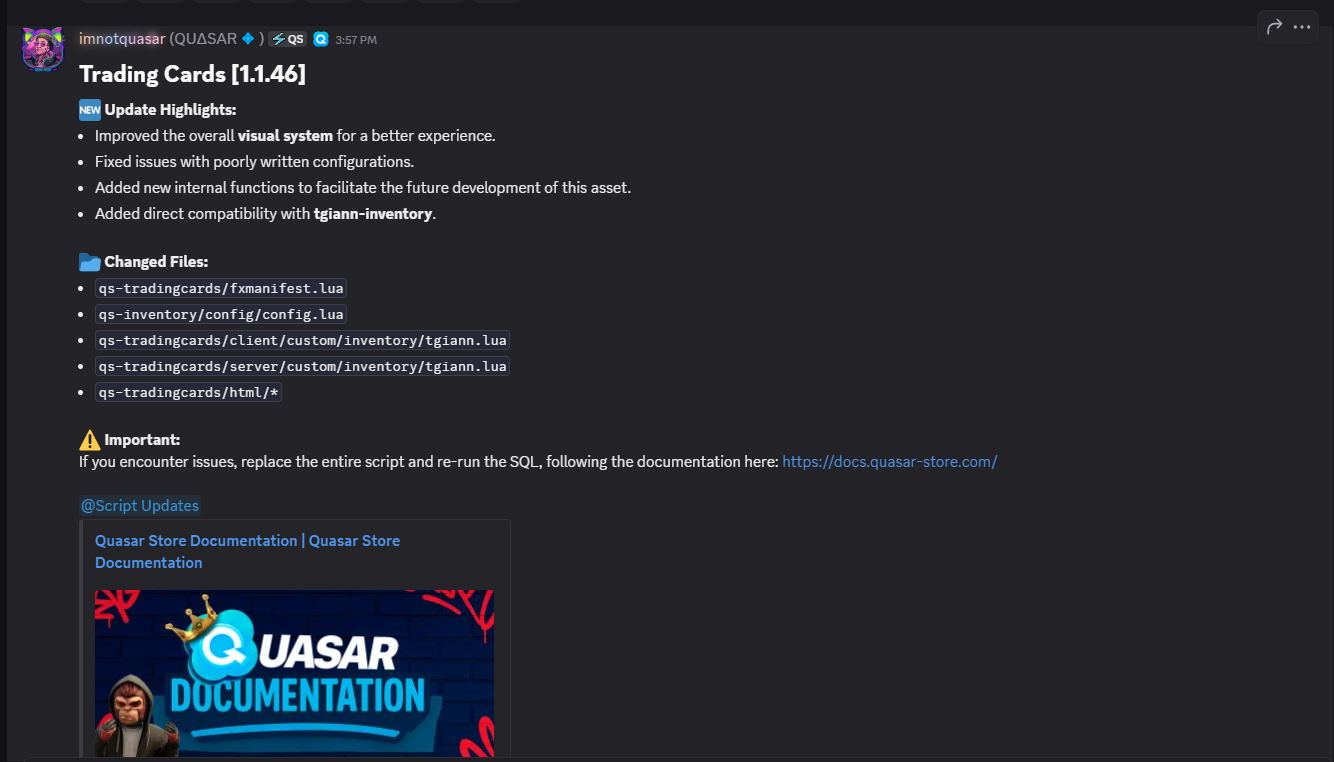 imnotquasar (QUΔSAR 🔹 ) QS 3:57 PM
Trading Cards [1.1.46]
NEW Update Highlights:
• Improved the overall visual system for a better experience.
• Fixed issues with poorly written configurations.
• Added new internal functions to facilitate the future development of this asset.
• Added direct compatibility with tgiann-inventory.
Changed Files:
• qs-tradingcards/fxmanifest.lua
• qs-inventory/config/config.lua
• qs-tradingcards/client/custom/inventory/tgiann.lua
• qs-tradingcards/server/custom/inventory/tgiann.lua
• qs-tradingcards/html/*
⚠️ Important:
If you encounter issues, replace the entire script and re-run the SQL, following the documentation here: https://docs.quasar-store.com/
@Script Updates
Quasar Store Documentation | Quasar Store
Documentation
QUASAR
DOCUMENTATION